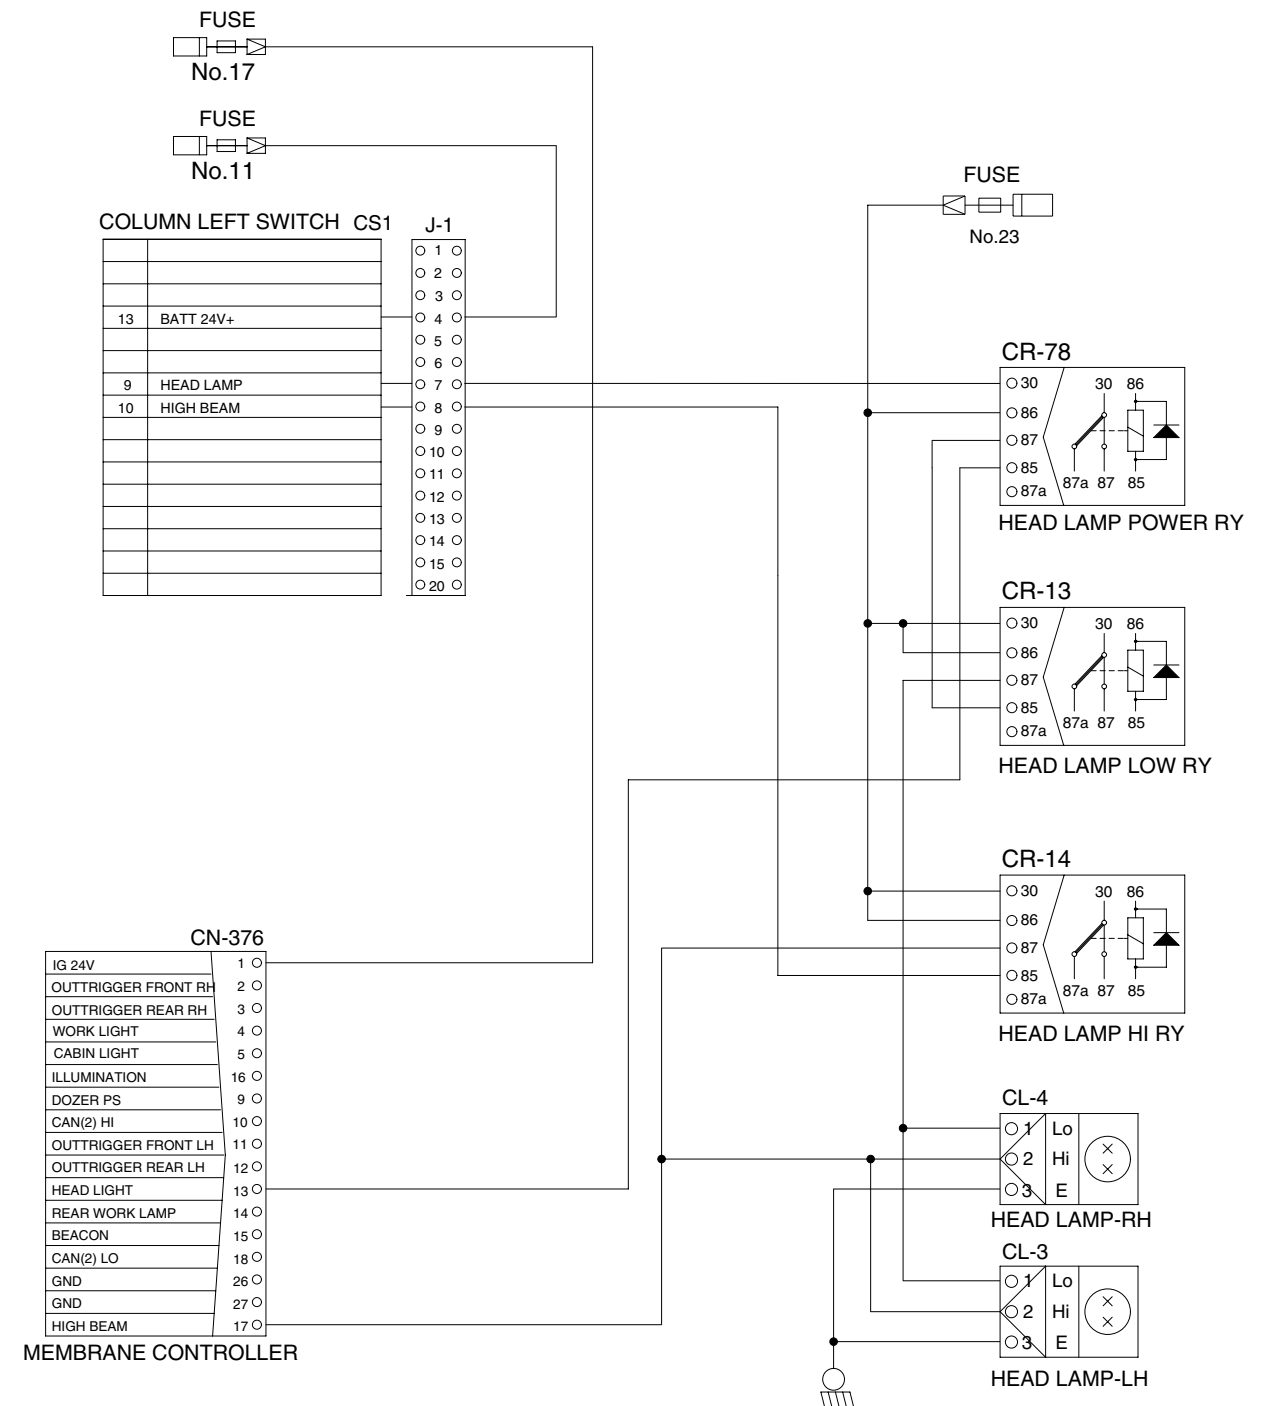 FUSE
No.17
FUSE
No.11
FUSE
No.23
COLUMN LEFT SWITCH CS1 J-1
1
2
3
13 BATT 24V+ 4
5
6
9 HEAD LAMP 7
10 HIGH BEAM 8
9
10
11
12
13
14
15
20
CR-78
30 30 86
86
87
85 87a 87 85
87a
HEAD LAMP POWER RY
CR-13
30 30 86
86
87
85
87a 87a 87 85
HEAD LAMP LOW RY
CR-14
30 30 86
86
87
85
87a 87a 87 85
HEAD LAMP HI RY
CN-376
IG 24V 1
OUTTRIGGER FRONT RH 2
OUTTRIGGER REAR RH 3
WORK LIGHT 4
CABIN LIGHT 5
ILLUMINATION 16
DOZER PS 9
CAN(2) HI 10
OUTTRIGGER FRONT LH 11
OUTTRIGGER REAR LH 12
HEAD LIGHT 13
REAR WORK LAMP 14
BEACON 15
CAN(2) LO 18
GND 26
GND 27
HIGH BEAM 17
MEMBRANE CONTROLLER
CL-4
1 Lo
2 Hi
3 E
HEAD LAMP-RH
CL-3
1 Lo
2 Hi
3 E
HEAD LAMP-LH